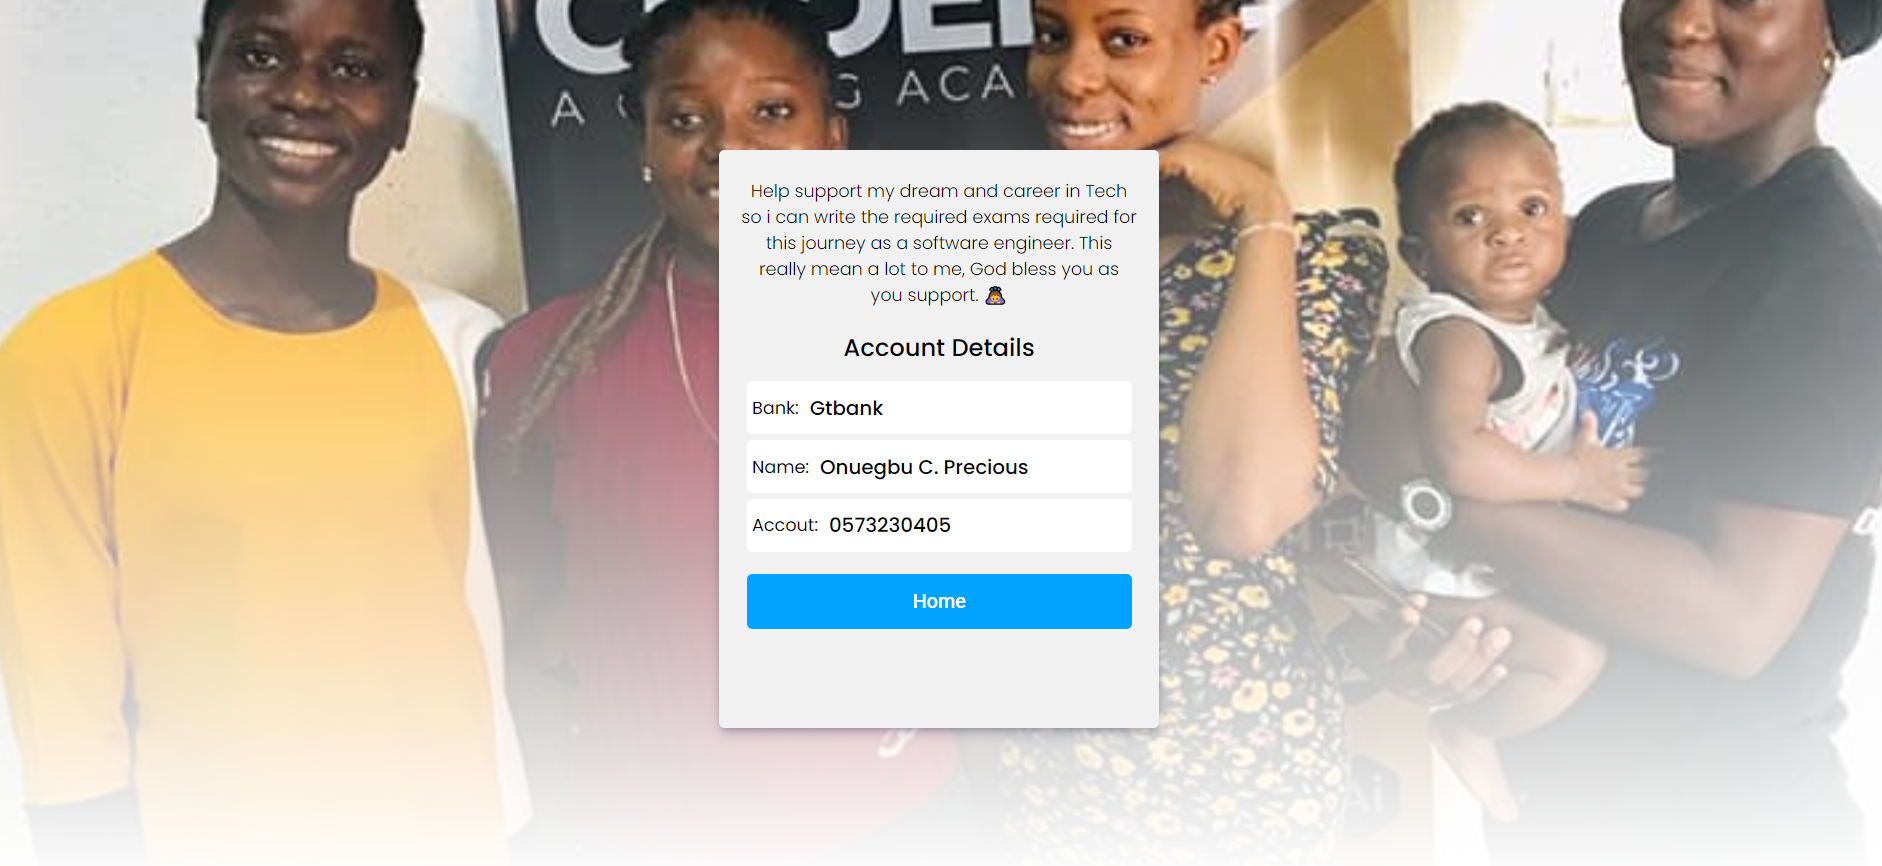 A
G ACA
Help support my dream and career in Tech
so i can write the required exams required for
this journey as a software engineer. This
really mean a lot to me, God bless you as
you support.
Account Details
Bank: Gtbank
Name: Onuegbu C. Precious
Accout: 0573230405
Home
Ai